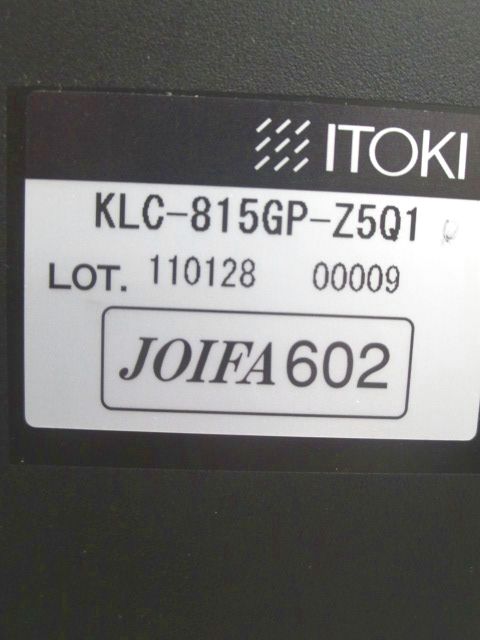 ITOKI
KLC-815GP-Z5Q1
LOT. 110128 00009
JOIFA 602